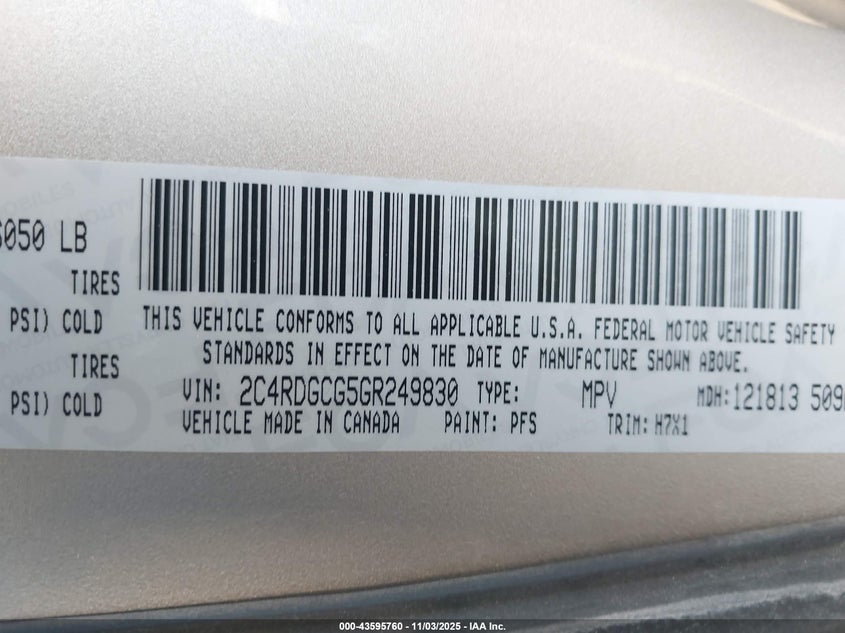 6050 LB
TIRES
PSI) COLD
TIRES
PSI) COLD
THIS VEHICLE CONFORMS TO ALL APPLICABLE U.S.A. FEDERAL MOTOR VEHICLE SAFETY
STANDARDS IN EFFECT ON THE DATE OF MANUFACTURE SHOWN ABOVE.
VIN: 2C4RDGCG5GR249830 TYPE: MPV MDH:121813 509
VEHICLE MADE IN CANADA PAINT: PFS TRIM: H7X1
000-43595760 - 11/03/2025 - IAA Inc.